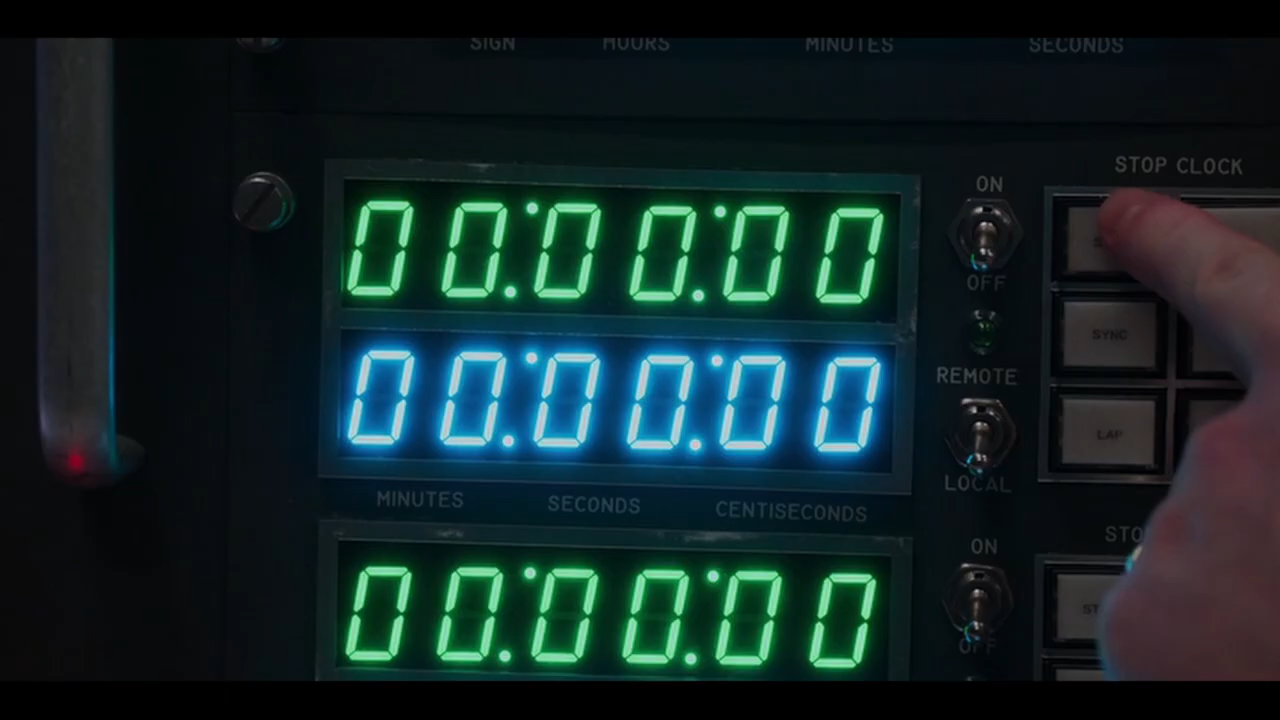 SIGN HOURS MINUTES SECONDS
STOP CLOCK
ON
00:00:00
OFF
SYNC
00:00:00
REMOTE
LAP
LOCAL
MINUTES SECONDS CENTISECONDS
ON
00:00:00
OFF